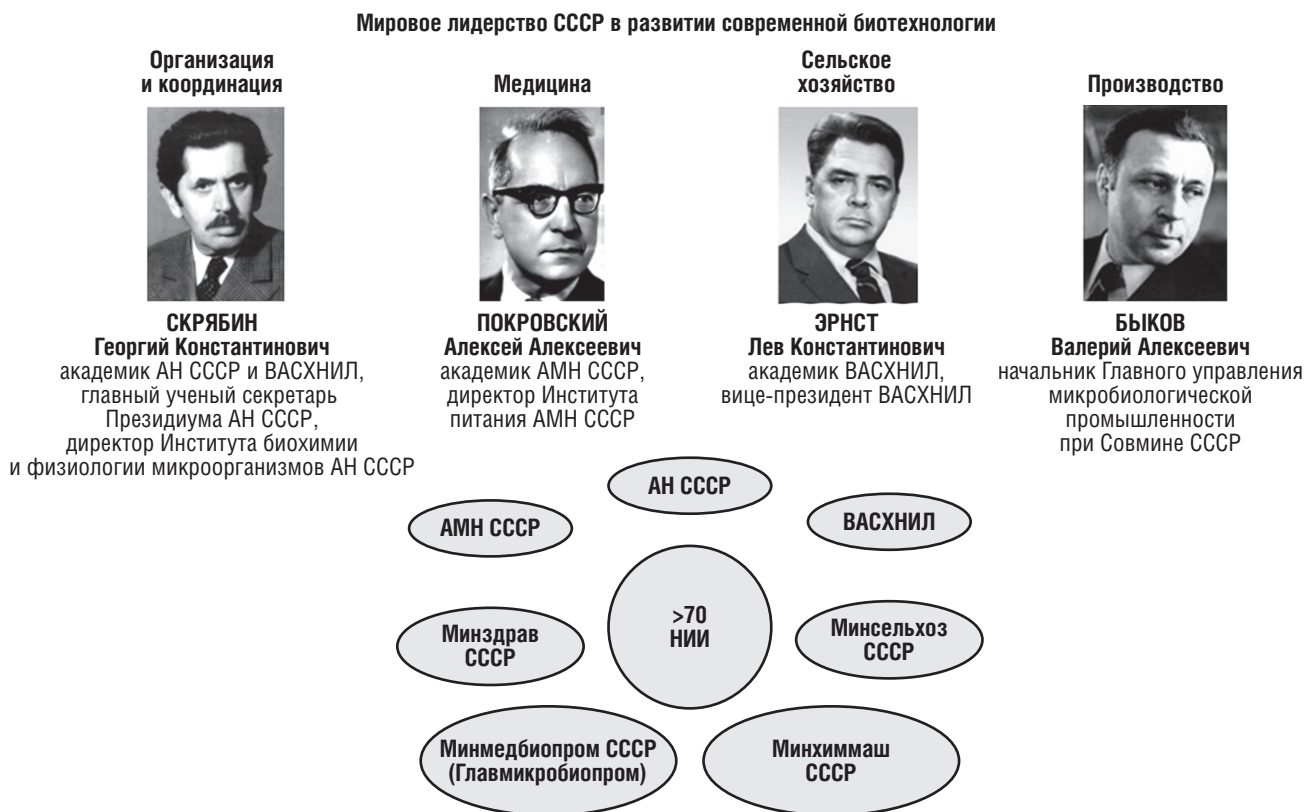 Мировое лидерство СССР в развитии современной биотехнологии
Организация
и координация
СКРЯБИН
Георгий Константинович
академик АН СССР и ВАСХНИЛ,
главный ученый секретарь
Президиума АН СССР,
директор Института биохимии
и физиологии микроорганизмов АН СССР
Медицина
ПОКРОВСКИЙ
Алексей Алексеевич
академик АМН СССР,
директор Института
питания АМН СССР
Сельское
хозяйство
ЭРНСТ
Лев Константинович
академик ВАСХНИЛ,
вице-президент ВАСХНИЛ
Производство
БЫКОВ
Валерий Алексеевич
начальник Главного управления
микробиологической
промышленности
при Совмине СССР
АН СССР
АМН СССР
ВАСХНИЛ
>70
НИИ
Минздрав
СССР
Минсельхоз
СССР
Минмедбиопром СССР
(Главмикробиопром)
Минхиммаш
СССР